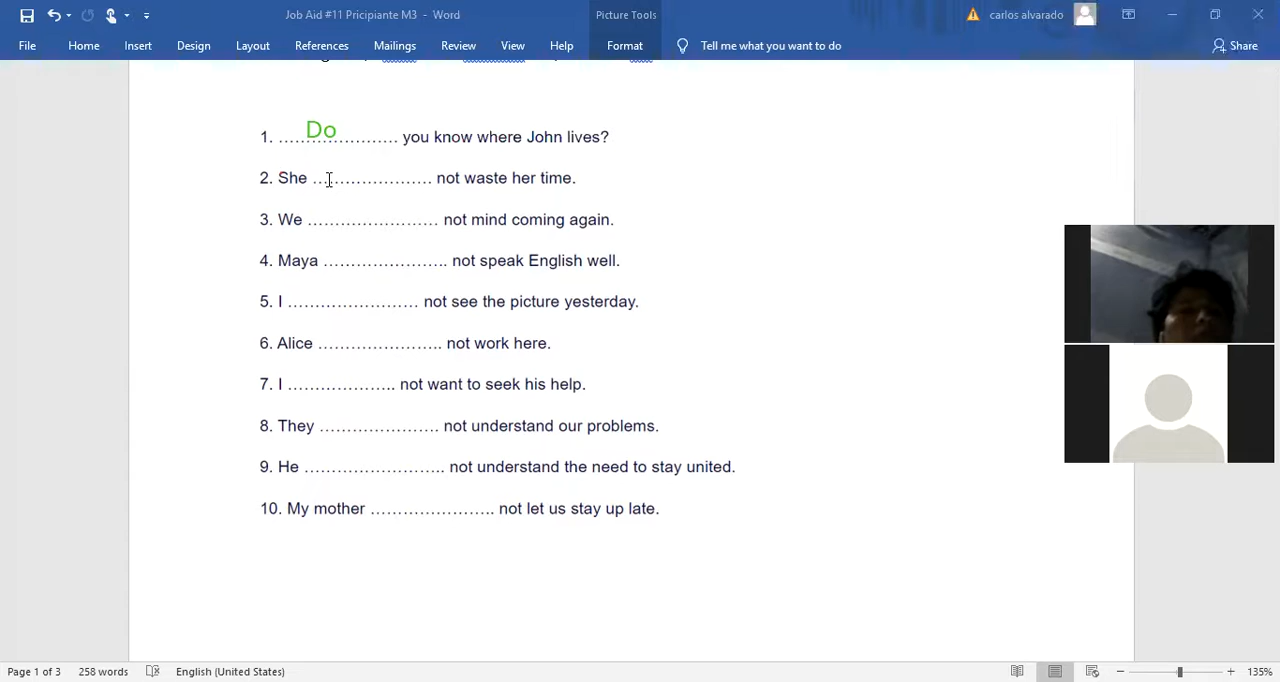 Job Aid #11 Pricipiante M3 - Word
Picture Tools
carlos alvarado
File Home Insert Design Layout References Mailings Review View Help Format Tell me what you want to do Share
Do
1. …………………… you know where John lives?
2. She …………………… not waste her time.
3. We …………………… not mind coming again.
4. Maya ………………….. not speak English well.
5. I …………………… not see the picture yesterday.
6. Alice ………………….. not work here.
7. I ……………….. not want to seek his help.
8. They …………………. not understand our problems.
9. He …………………….. not understand the need to stay united.
10. My mother ………………….. not let us stay up late.
Page 1 of 3 258 words English (United States) 135%